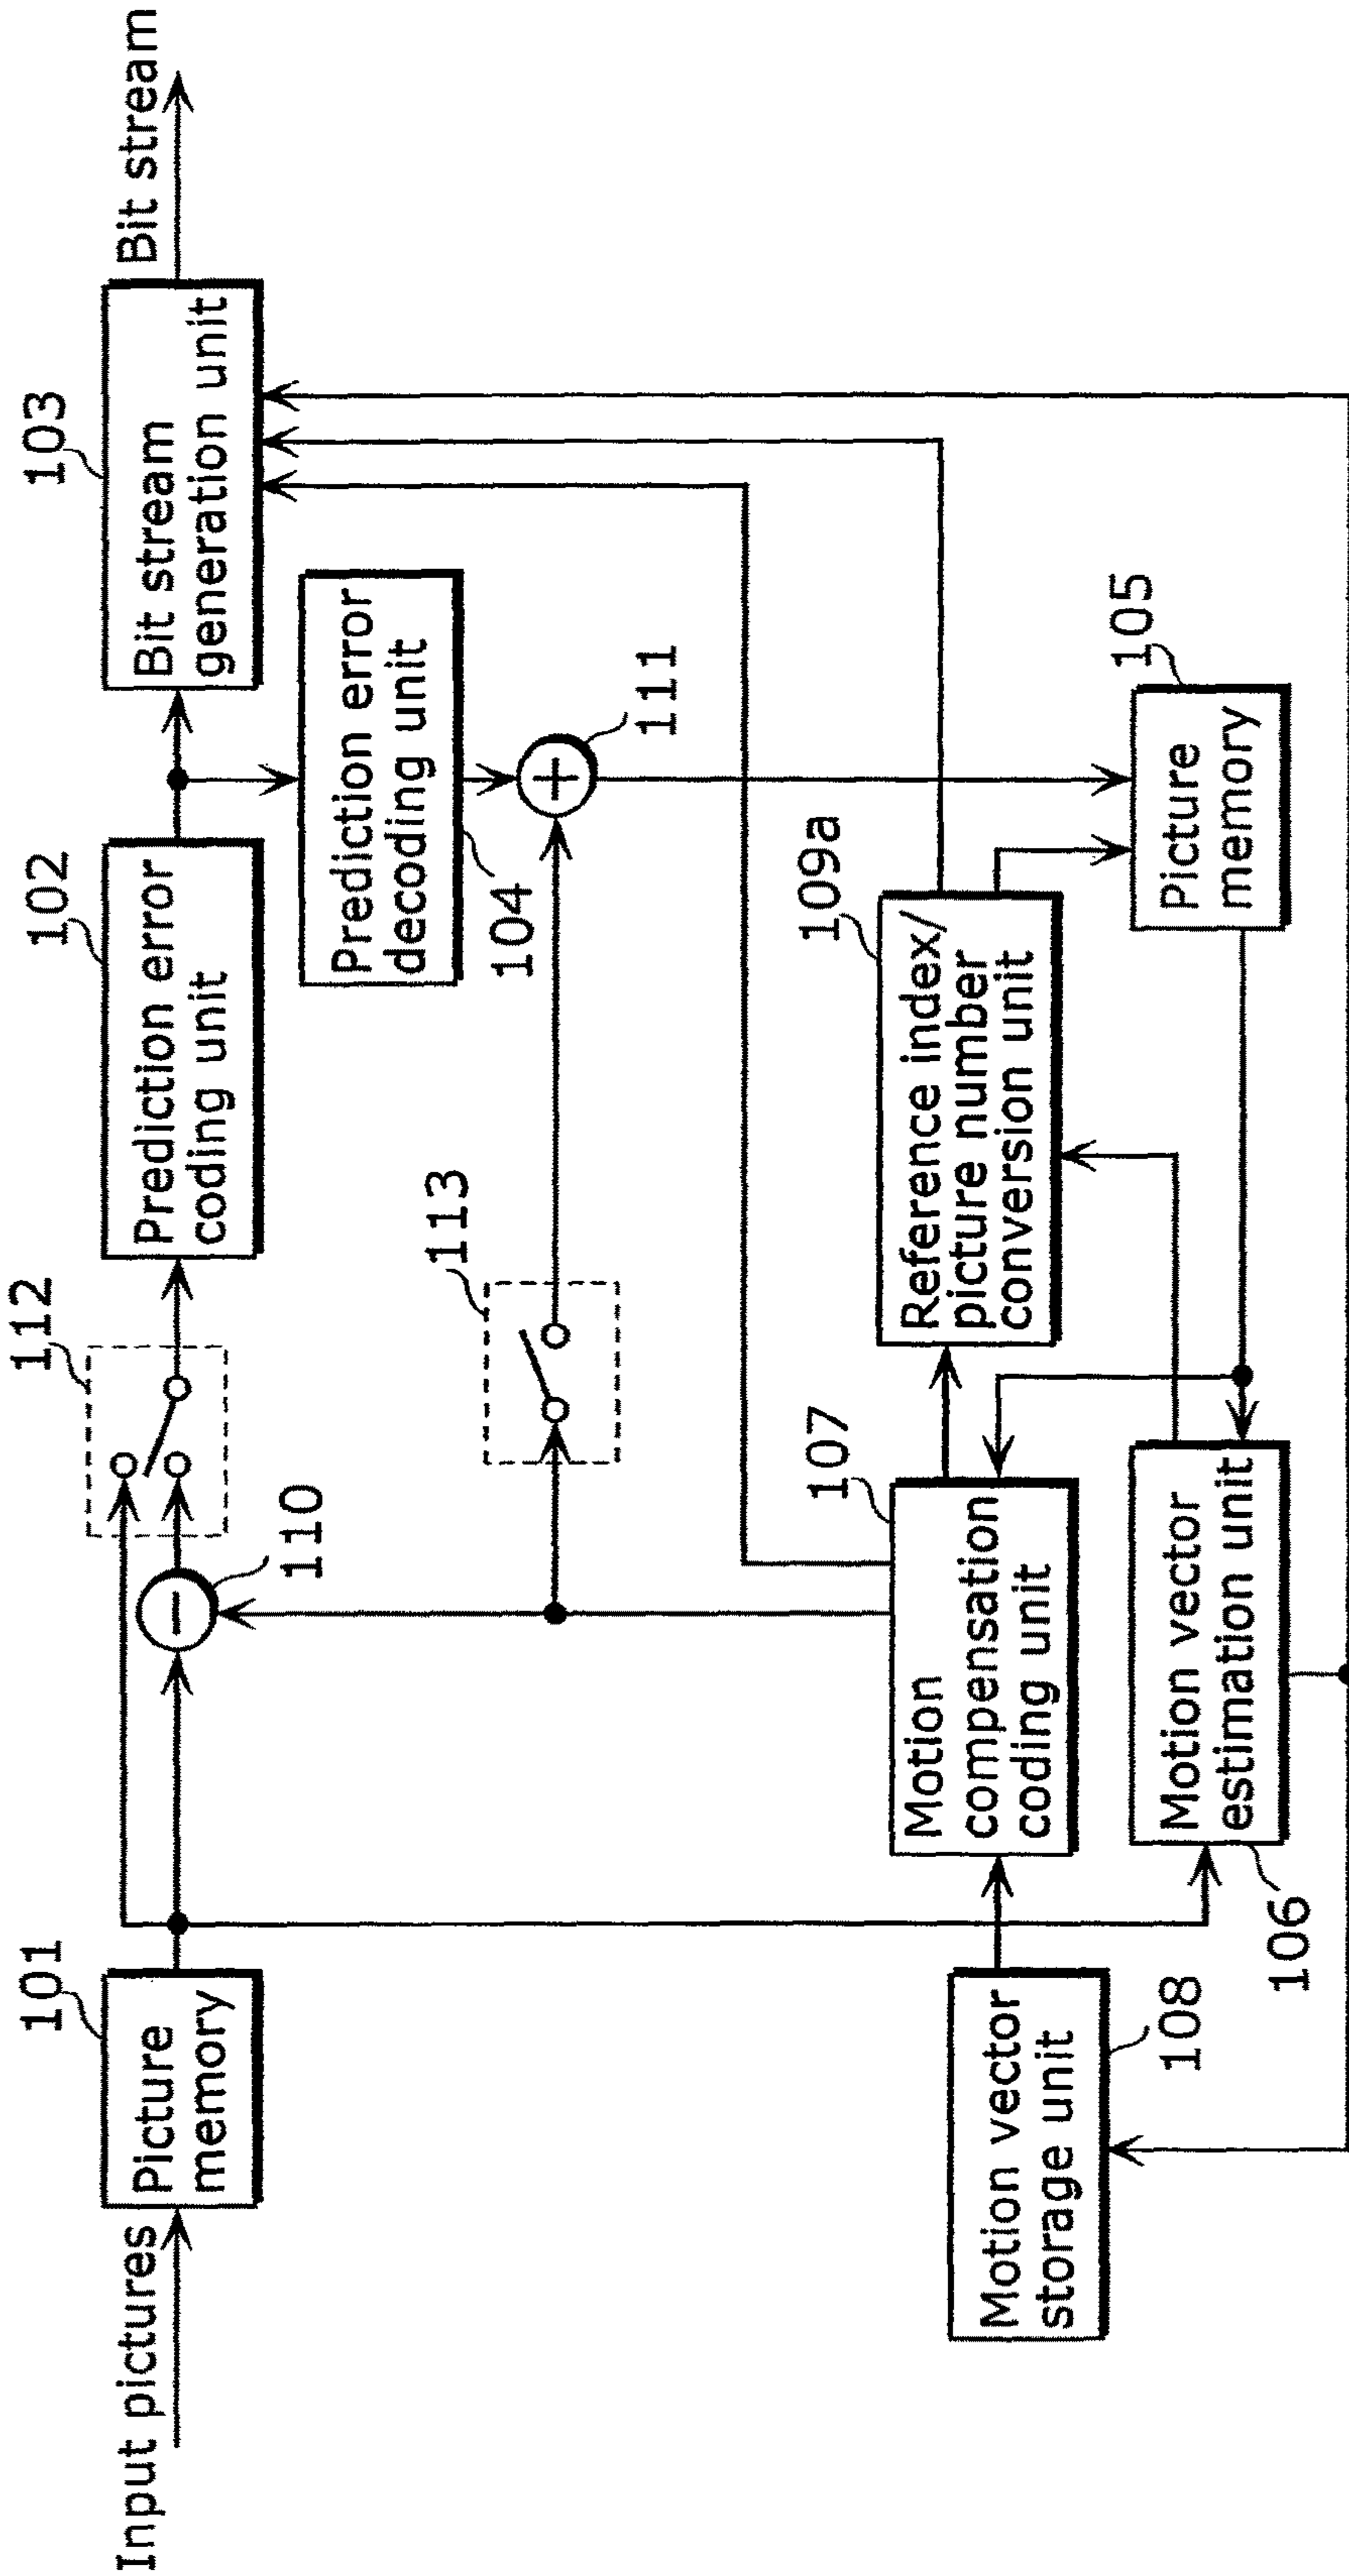 Input pictures
101
Picture
memory
112
110
102
Prediction error
coding unit
103
Bit stream
generation unit
Bit stream
113
Prediction error
decoding unit
104
111
107
Motion
compensation
coding unit
109a
Reference index/
picture number
conversion unit
105
Picture
memory
Motion vector
storage unit
108
Motion vector
estimation unit
106